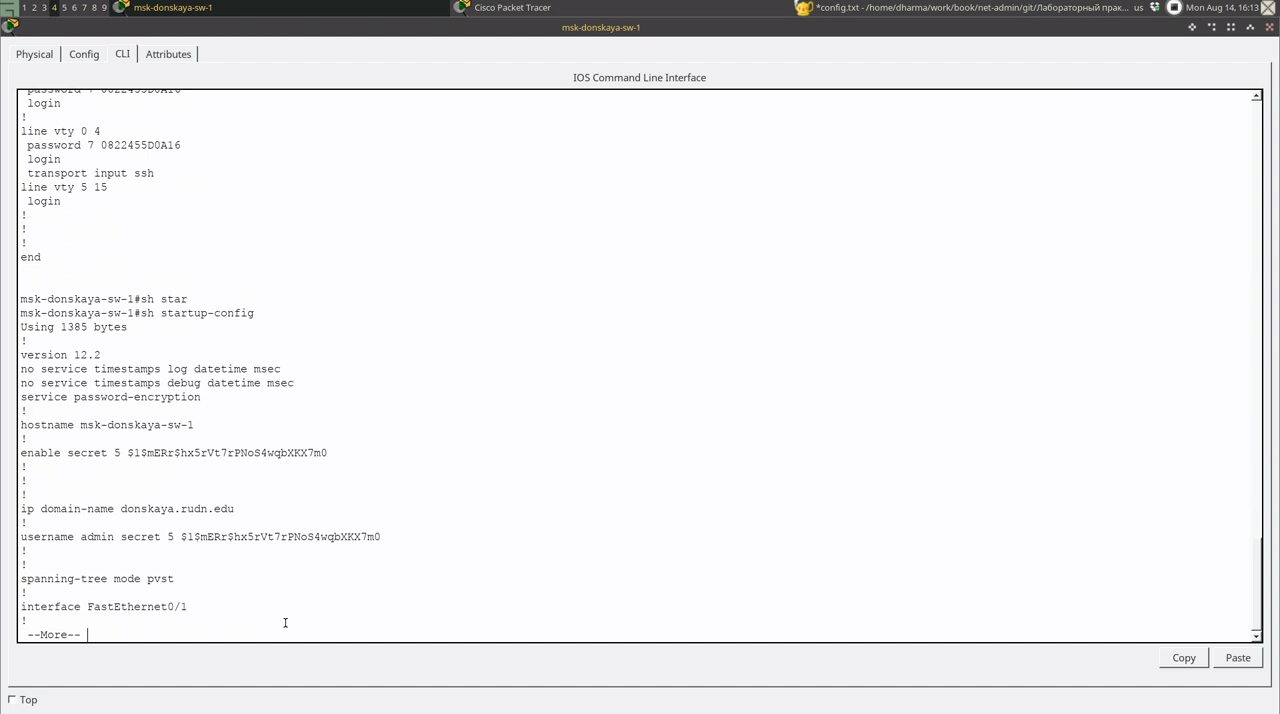 1 2 3 4 5 6 7 8 9 msk-donskaya-sw-1 Cisco Packet Tracer *config.txt - /home/dharma/work/book/net-admin/git/Лабораторный прак... us Mon Aug 14, 16:13
msk-donskaya-sw-1
Physical Config CLI Attributes
IOS Command Line Interface
password 7 0822455D0A16
login
!
line vty 0 4
password 7 0822455D0A16
login
transport input ssh
line vty 5 15
login
!
!
!
end
msk-donskaya-sw-1#sh star
msk-donskaya-sw-1#sh startup-config
Using 1385 bytes
!
version 12.2
no service timestamps log datetime msec
no service timestamps debug datetime msec
service password-encryption
!
hostname msk-donskaya-sw-1
!
enable secret 5 $1$mERr$hx5rVt7rPNoS4wqbXKX7m0
!
!
!
ip domain-name donskaya.rudn.edu
!
username admin secret 5 $1$mERr$hx5rVt7rPNoS4wqbXKX7m0
!
!
spanning-tree mode pvst
!
interface FastEthernet0/1
!
--More--
Copy Paste
Top